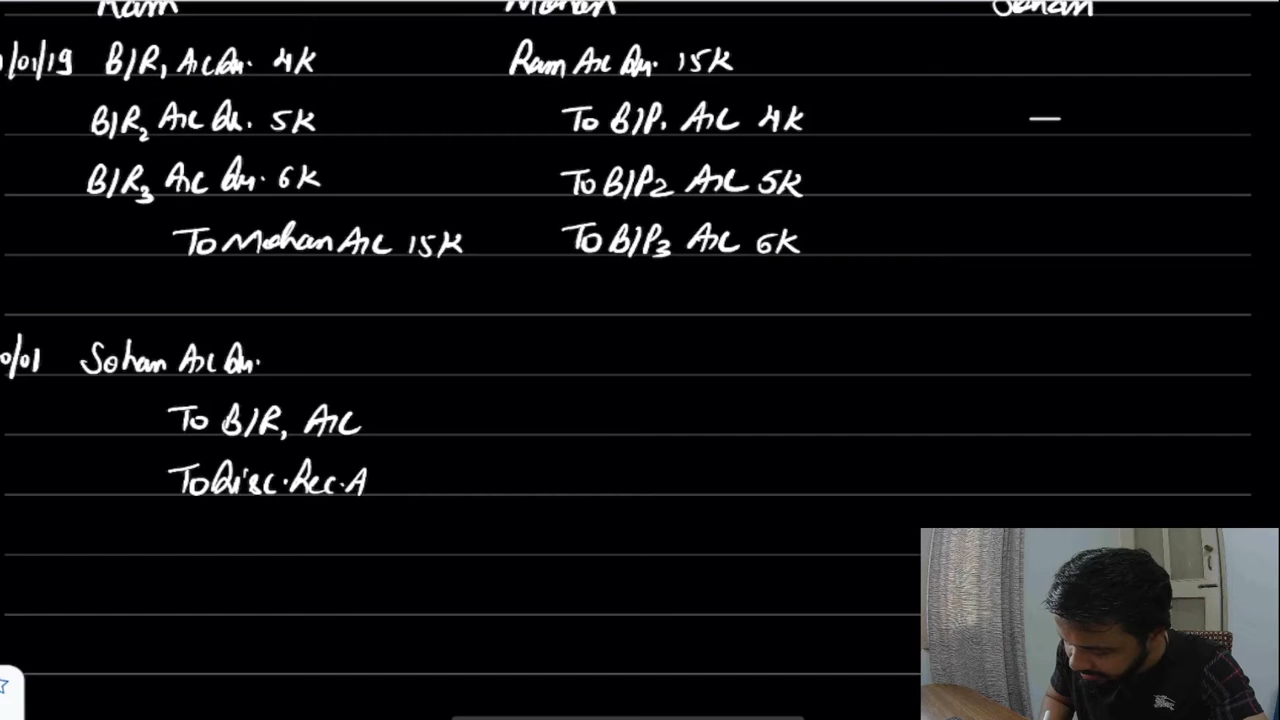 Ram Mohan Sohan
/01/19 B/R1 A/c Dr. 4K Ram A/c Dr. 15K
B/R2 A/c Dr. 5K To B/P1 A/c 4K —
B/R3 A/c Dr. 6K To B/P2 A/c 5K
To Mohan A/c 15K To B/P3 A/c 6K
0/01 Sohan A/c Dr.
To B/R1 A/c
To Disc. Rec. A